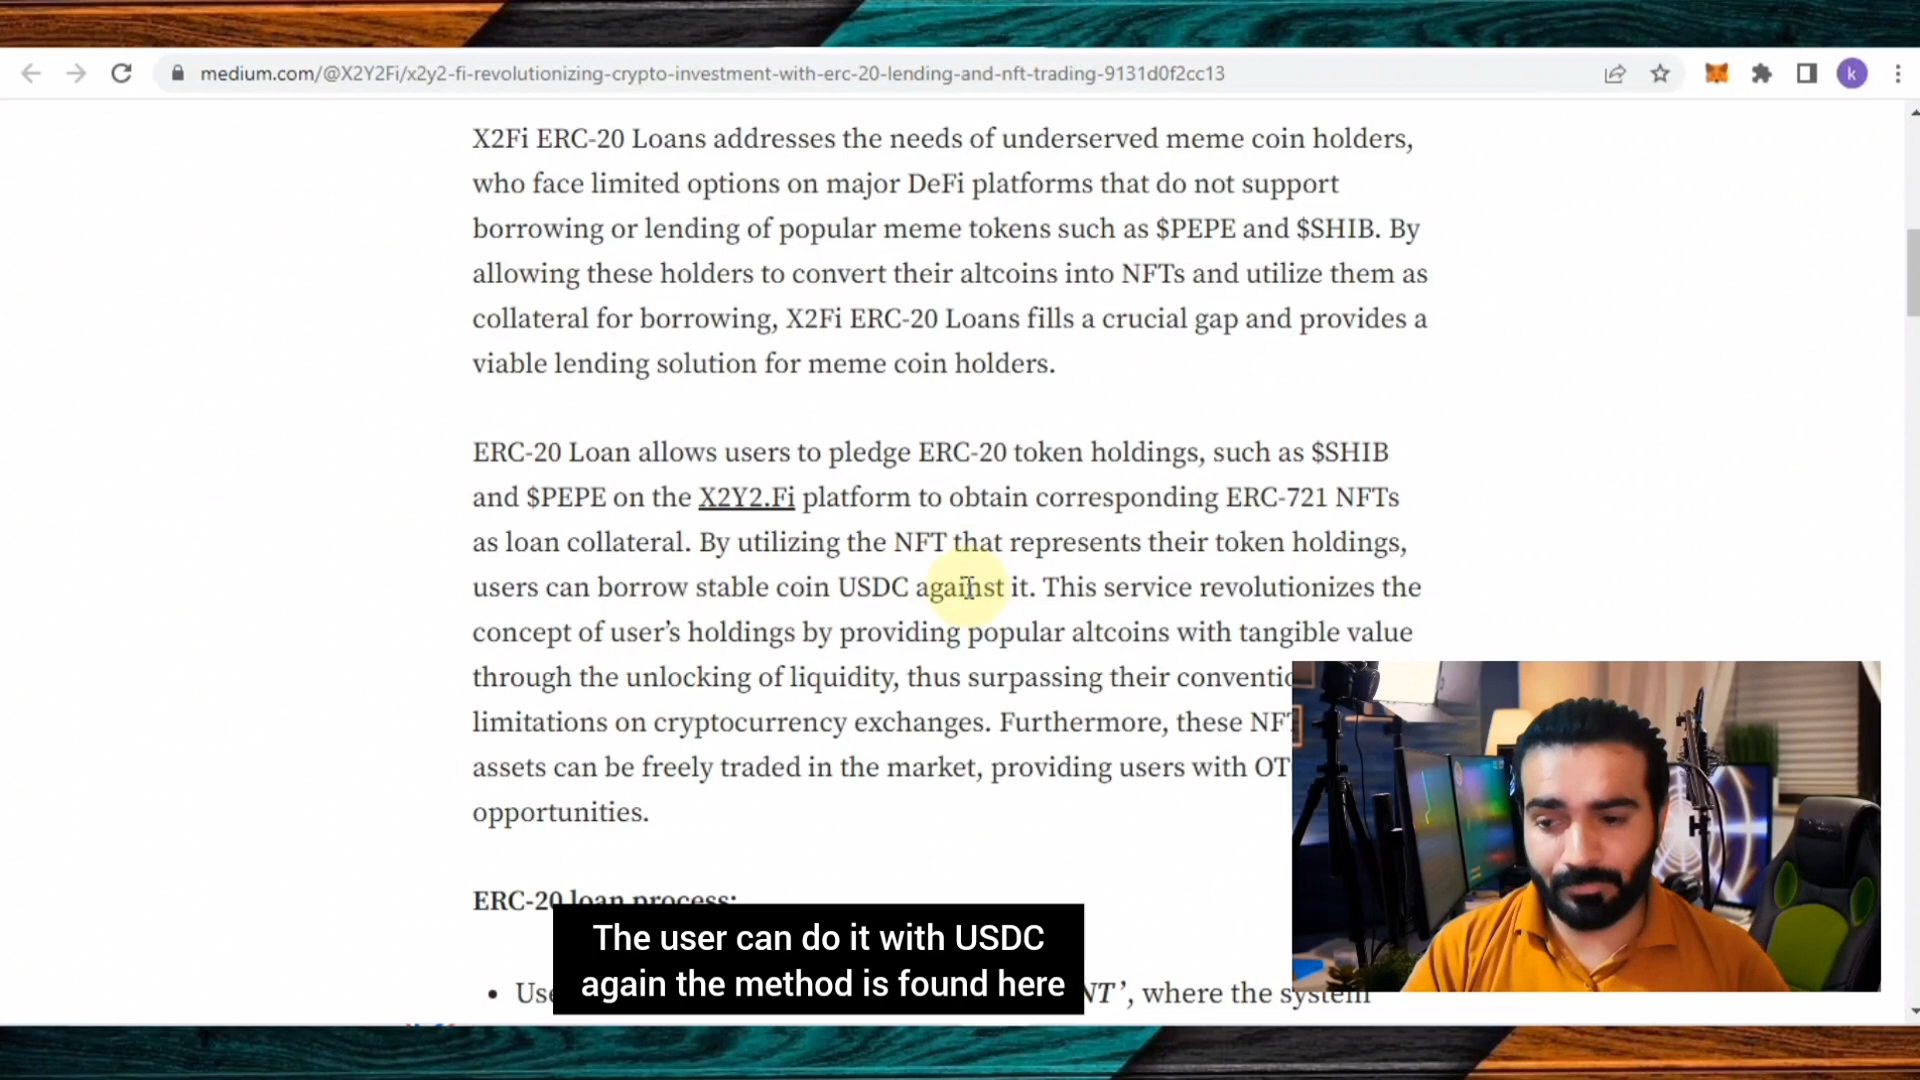 medium.com/@X2Y2Fi/x2y2-fi-revolutionizing-crypto-investment-with-erc-20-lending-and-nft-trading-9131d0f2cc13
k
X2Fi ERC-20 Loans addresses the needs of underserved meme coin holders,
who face limited options on major DeFi platforms that do not support
borrowing or lending of popular meme tokens such as $PEPE and $SHIB. By
allowing these holders to convert their altcoins into NFTs and utilize them as
collateral for borrowing, X2Fi ERC-20 Loans fills a crucial gap and provides a
viable lending solution for meme coin holders.
ERC-20 Loan allows users to pledge ERC-20 token holdings, such as $SHIB
and $PEPE on the X2Y2.Fi platform to obtain corresponding ERC-721 NFTs
as loan collateral. By utilizing the NFT that represents their token holdings,
users can borrow stable coin USDC against it. This service revolutionizes the
concept of user’s holdings by providing popular altcoins with tangible value
through the unlocking of liquidity, thus surpassing their
limitations on cryptocurrency exchanges. Furthermore, these
assets can be freely traded in the market, providing users with
opportunities.
ERC-20 loan process:
where the system
The user can do it with USDC
again the method is found here